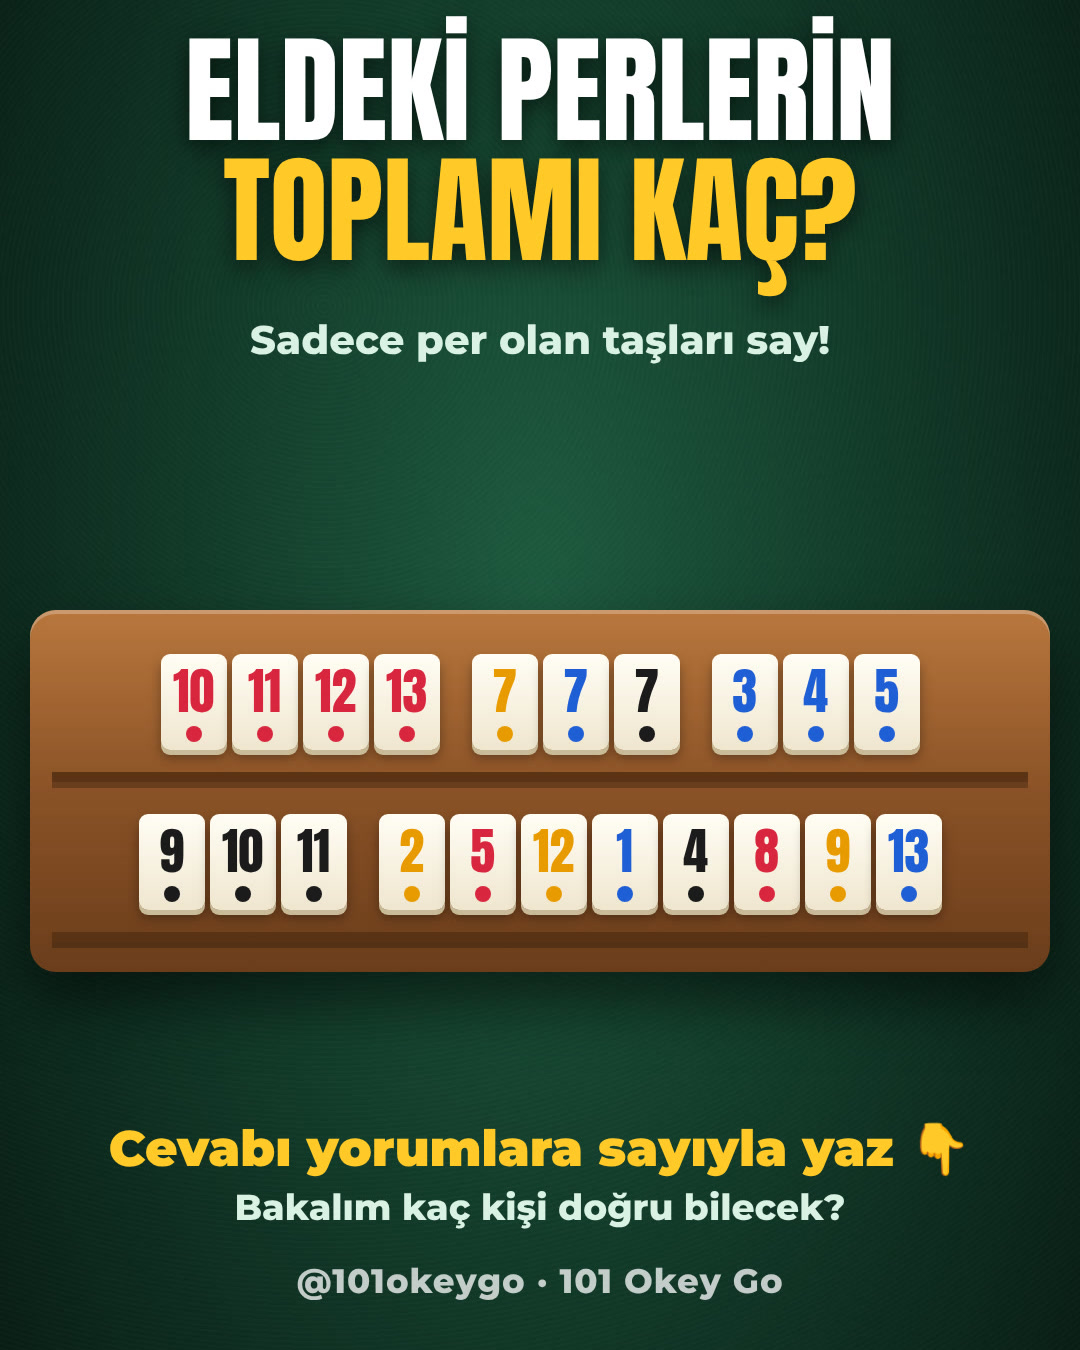 ELDEKİ PERLERİN
TOPLAMI KAÇ?
Sadece per olan taşları say!
10 11 12 13 7 7 7 3 4 5
9 10 11 2 5 12 1 4 8 9 13
Cevabı yorumlara sayıyla yaz 👇
Bakalım kaç kişi doğru bilecek?
@101okeygo · 101 Okey Go